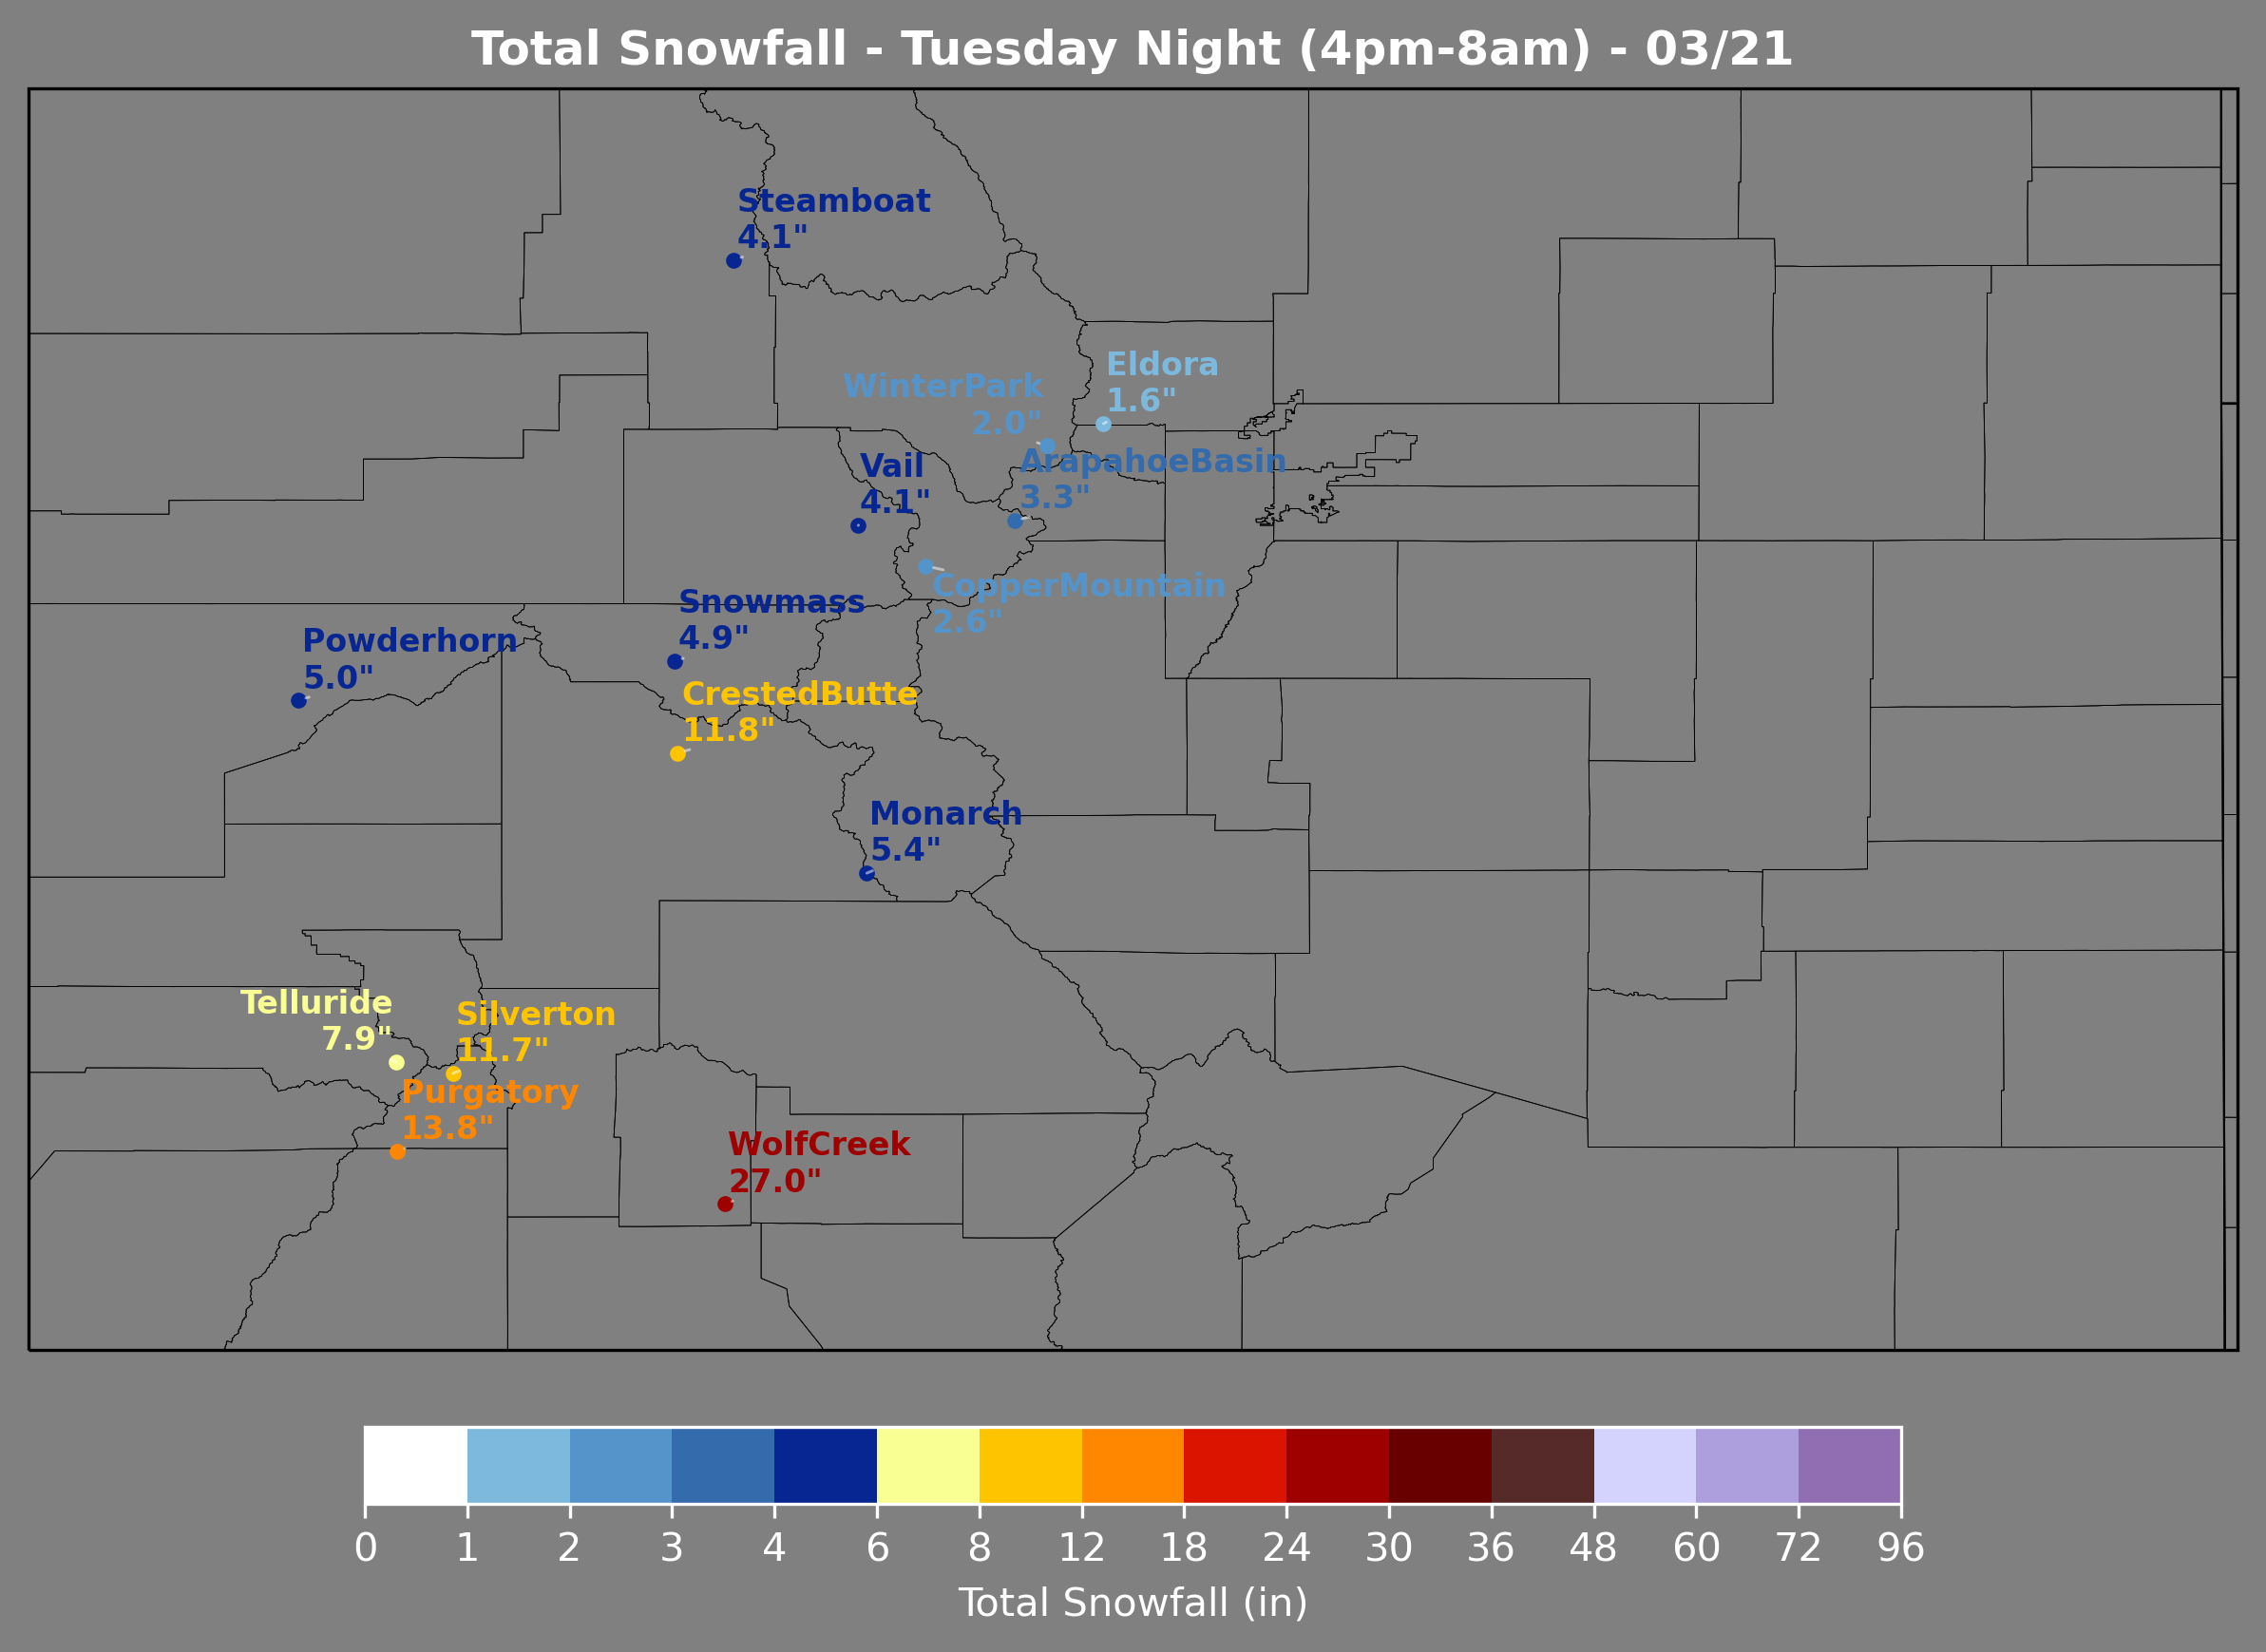 Total Snowfall - Tuesday Night (4pm-8am) - 03/21
Steamboat
4.1"
Eldora
1.6"
WinterPark
2.0"
ArapahoeBasin
3.3"
Vail
4.1"
CopperMountain
2.6"
Snowmass
4.9"
Powderhorn
5.0"
CrestedButte
11.8"
Monarch
5.4"
Telluride
7.9"
Silverton
11.7"
Purgatory
13.8"
WolfCreek
27.0"
0 1 2 3 4 6 8 12 18 24 30 36 48 60 72 96
Total Snowfall (in)